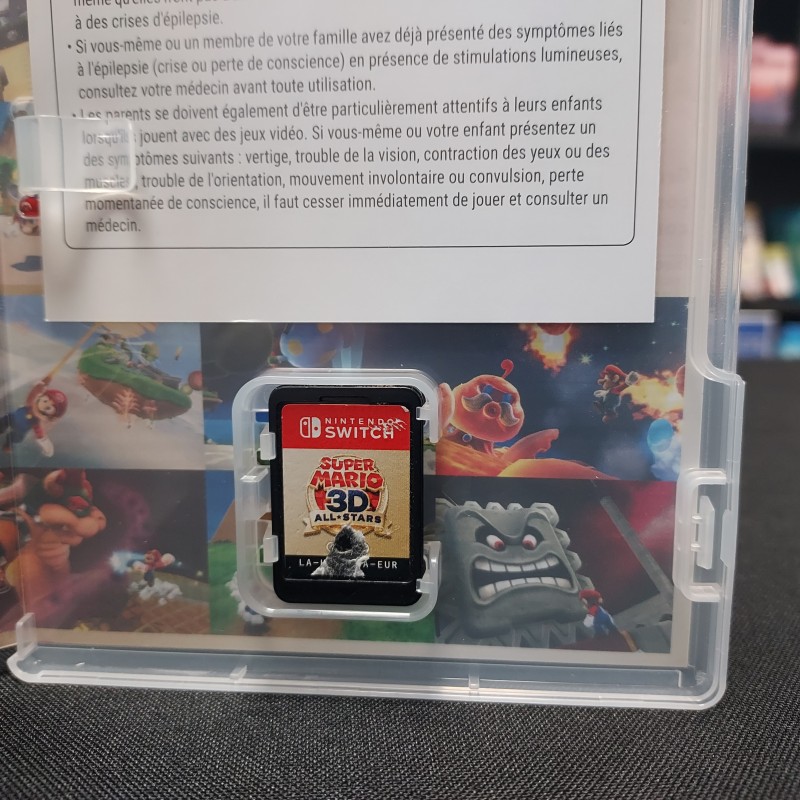 à des crises d'épilepsie.
• Si vous-même ou un membre de votre famille avez déjà présenté des symptômes liés
à l'épilepsie (crise ou perte de conscience) en présence de stimulations lumineuses,
consultez votre médecin avant toute utilisation.
• Les parents se doivent également d'être particulièrement attentifs à leurs enfants
lorsqu'ils jouent avec des jeux vidéo. Si vous-même ou votre enfant présentez un
des symptômes suivants : vertige, trouble de la vision, contraction des yeux ou des
muscles, trouble de l'orientation, mouvement involontaire ou convulsion, perte
momentanée de conscience, il faut cesser immédiatement de jouer et consulter un
médecin.
NINTENDO
SWITCH
SUPER
MARIO
3D
ALL★STARS
-EUR